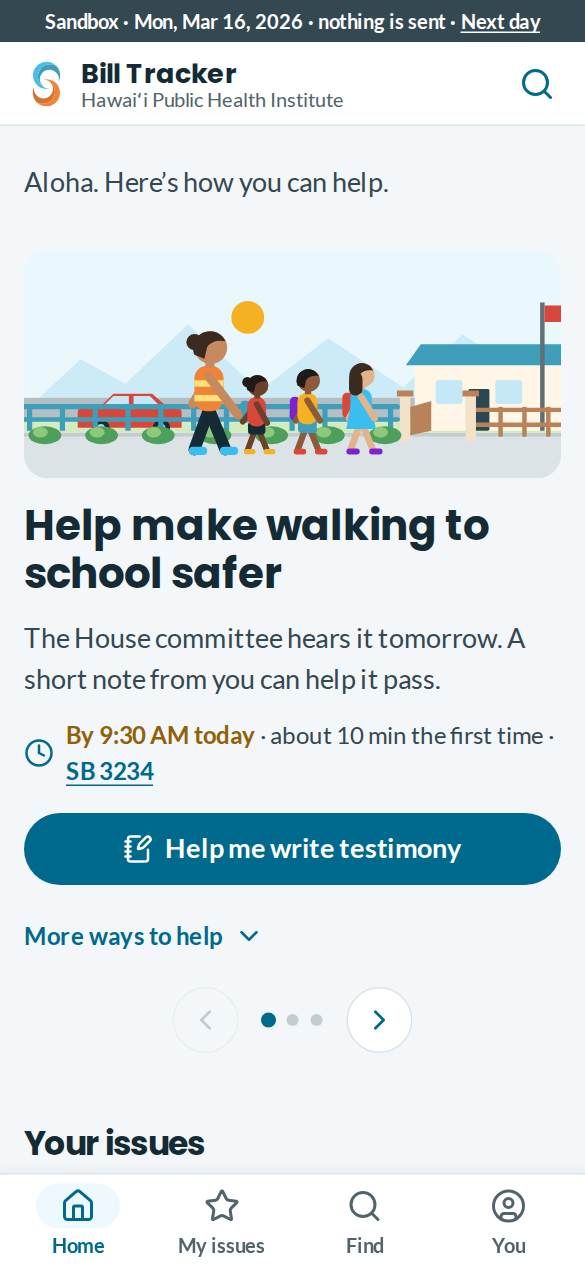 Sandbox · Mon, Mar 16, 2026 · nothing is sent · Next day
Bill Tracker
Hawaiʻi Public Health Institute
Aloha. Here’s how you can help.
Help make walking to
school safer
The House committee hears it tomorrow. A
short note from you can help it pass.
By 9:30 AM today · about 10 min the first time ·
SB 3234
Help me write testimony
More ways to help
Your issues
Home
My issues
Find
You